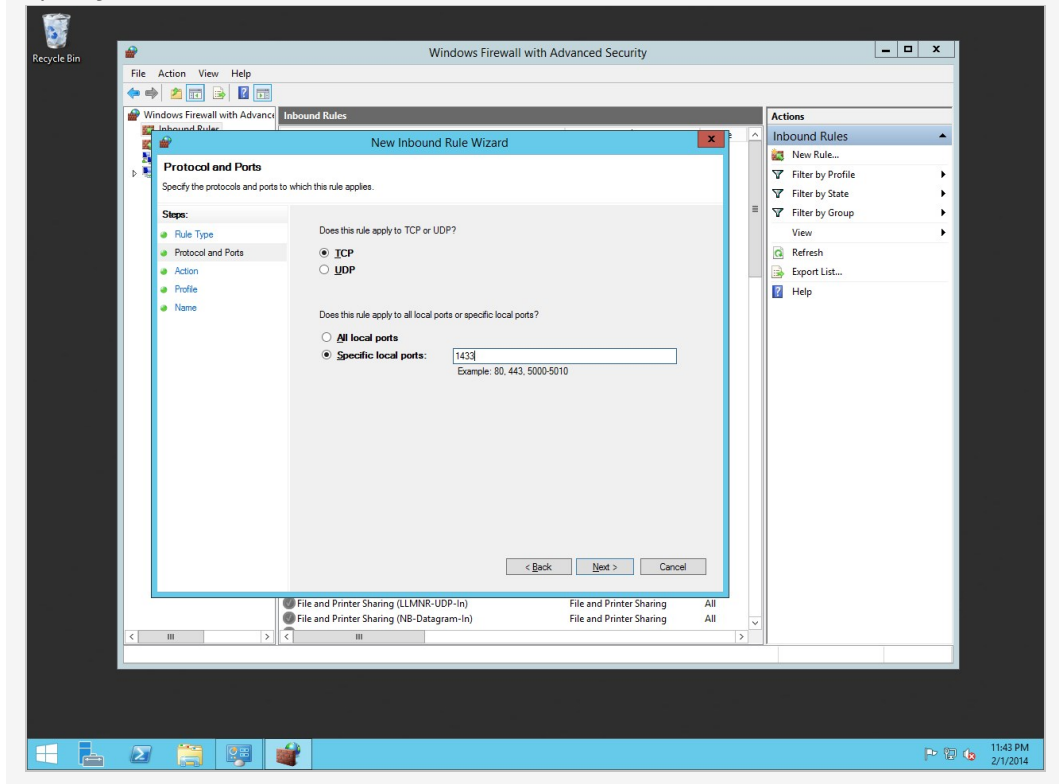 Recycle Bin
Windows Firewall with Advanced Security
File Action View Help
Windows Firewall with Advance
Inbound Rules
Actions
Inbound Rules
Inbound Rules
New Rule...
Filter by Profile
Filter by State
Filter by Group
View
Refresh
Export List...
Help
New Inbound Rule Wizard
Protocol and Ports
Specify the protocols and ports to which this rule applies.
Steps:
Rule Type
Protocol and Ports
Action
Profile
Name
Does this rule apply to TCP or UDP?
TCP
UDP
Does this rule apply to all local ports or specific local ports?
All local ports
Specific local ports: 1433
Example: 80, 443, 5000-5010
< Back Next > Cancel
File and Printer Sharing (LLMNR-UDP-In) File and Printer Sharing All
File and Printer Sharing (NB-Datagram-In) File and Printer Sharing All
11:43 PM
2/1/2014